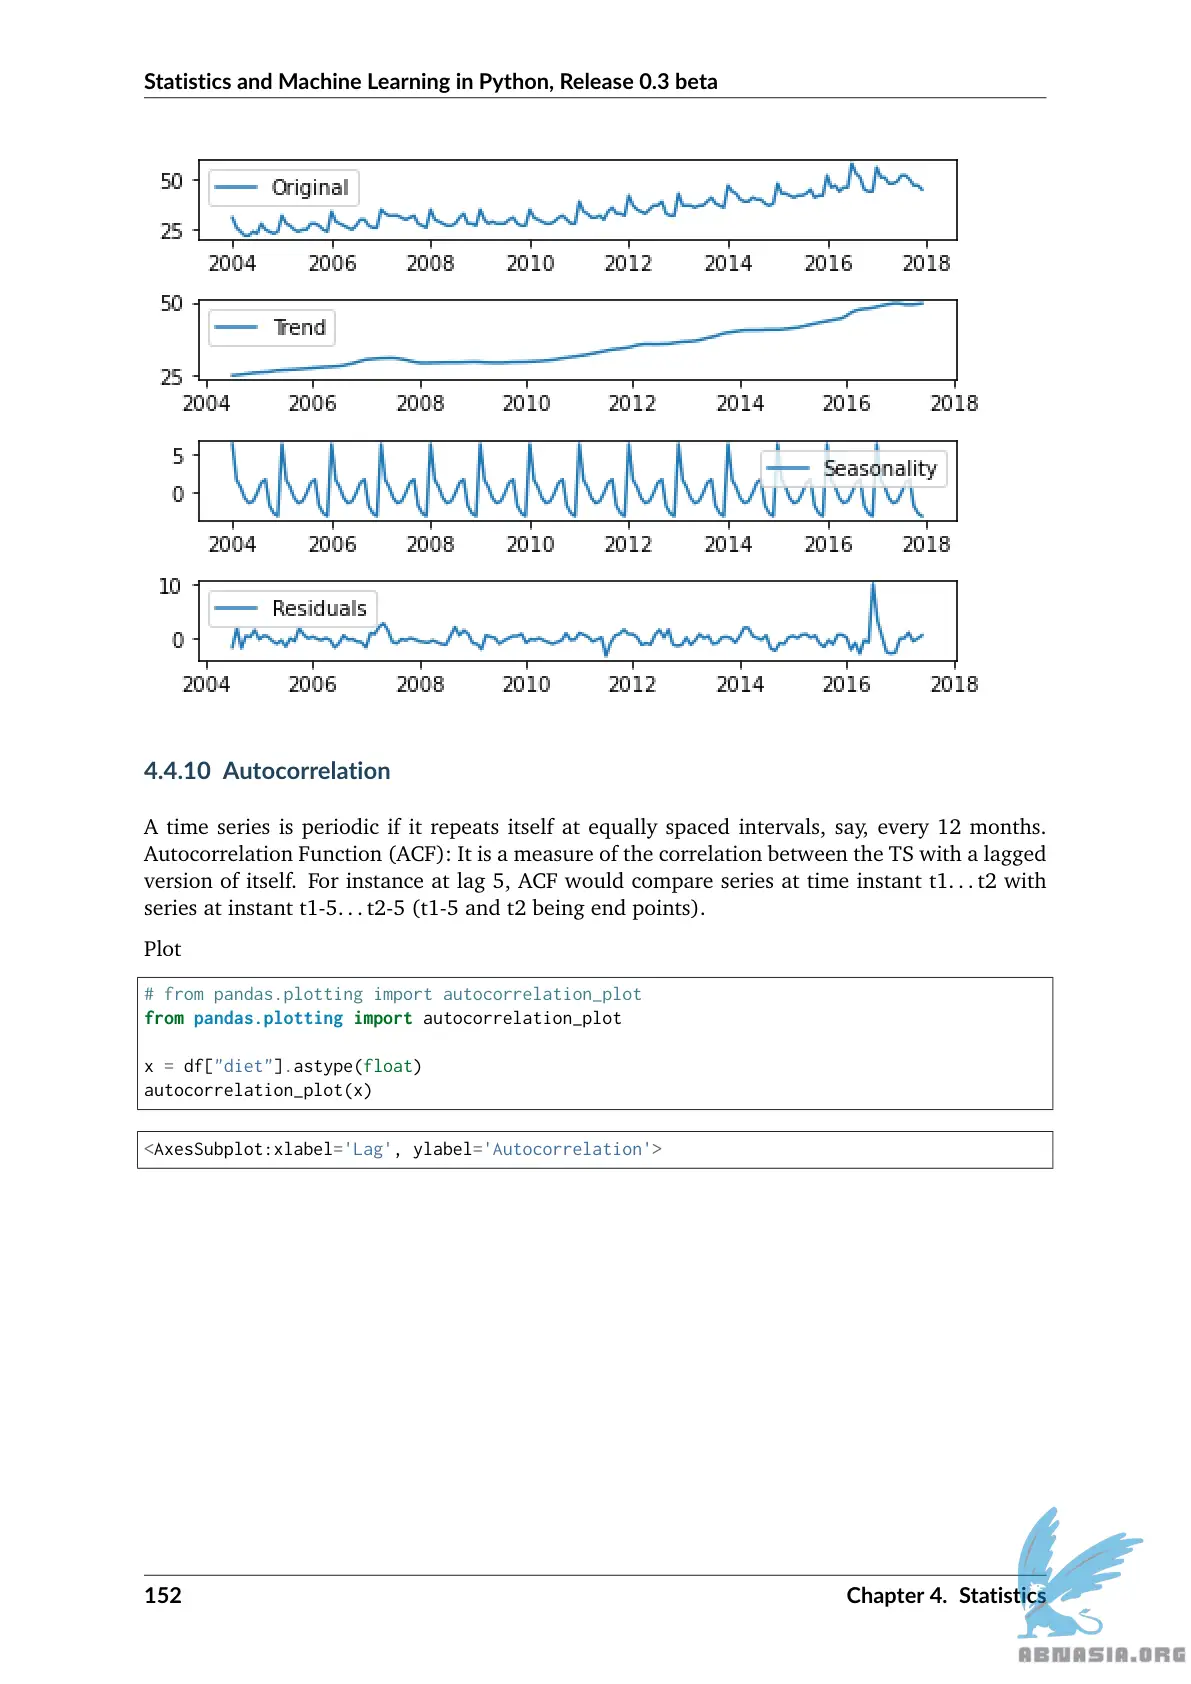 Statistics and Machine Learning in Python, Release 0.3 beta
50
25
Original
2004 2006 2008 2010 2012 2014 2016 2018
50
25
Trend
2004 2006 2008 2010 2012 2014 2016 2018
5
0
Seasonality
2004 2006 2008 2010 2012 2014 2016 2018
10
0
Residuals
2004 2006 2008 2010 2012 2014 2016 2018
4.4.10 Autocorrelation
A time series is periodic if it repeats itself at equally spaced intervals, say, every 12 months.
Autocorrelation Function (ACF): It is a measure of the correlation between the TS with a lagged
version of itself. For instance at lag 5, ACF would compare series at time instant t1. . . t2 with
series at instant t1-5. . . t2-5 (t1-5 and t2 being end points).
Plot
# from pandas.plotting import autocorrelation_plot
from pandas.plotting import autocorrelation_plot
x = df["diet"].astype(float)
autocorrelation_plot(x)
<AxesSubplot:xlabel='Lag', ylabel='Autocorrelation'>
152 Chapter 4. Statistics
ABNASIA.ORG